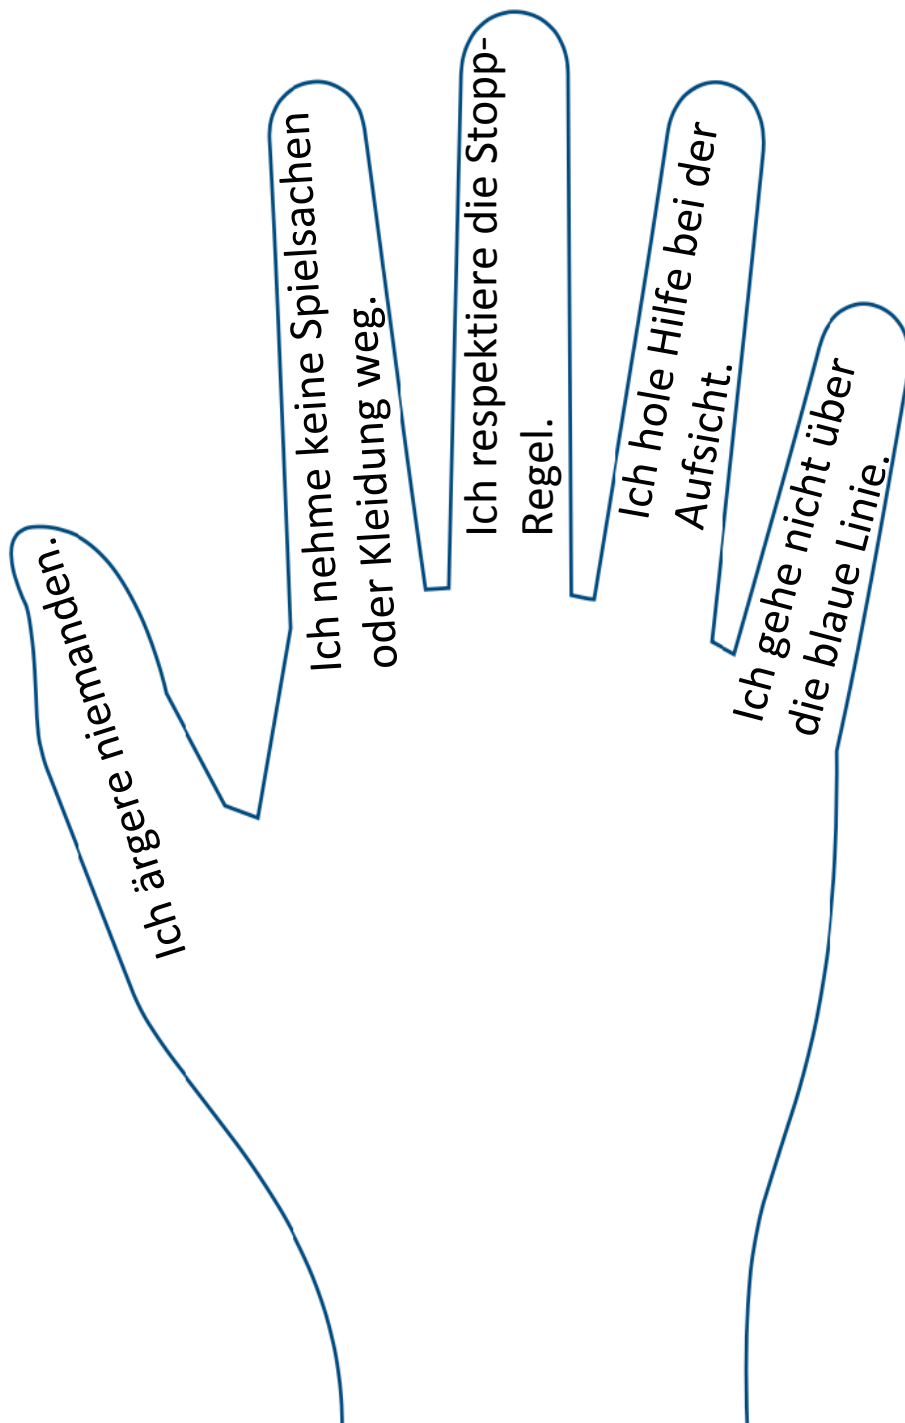 Ich ärgere niemanden.
Ich nehme keine Spielsachen
oder Kleidung weg.
Ich respektiere die Stopp-
Regel.
Ich hole Hilfe bei der
Aufsicht.
Ich gehe nicht über
die blaue Linie.